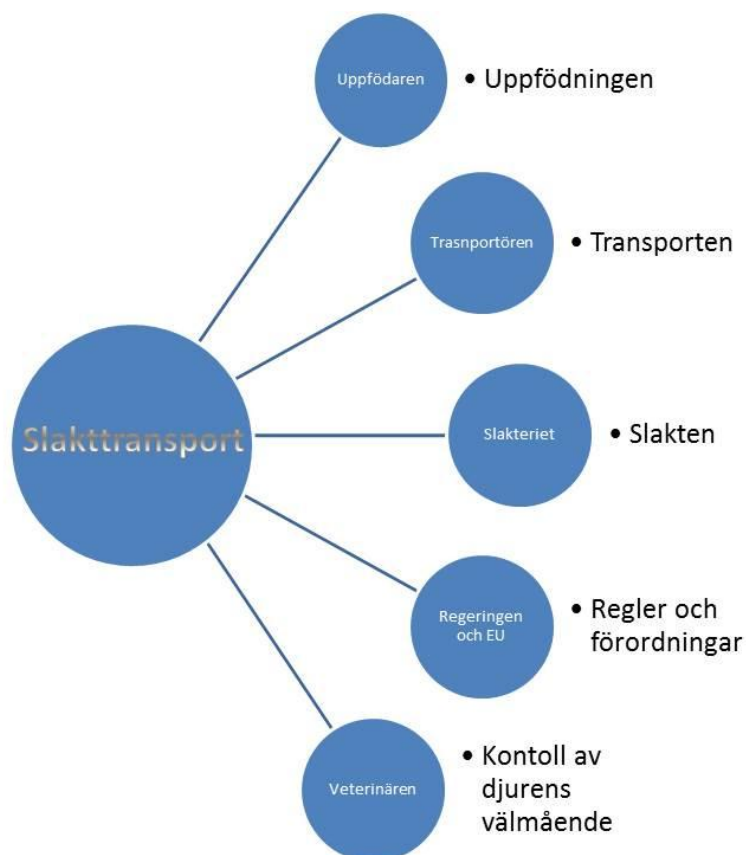 Uppfödaren
• Uppfödningen
Trasnportören
• Transporten
Slakttransport
Slakteriet
• Slakten
Regeringen
och EU
• Regler och
förordningar
Veterinären
• Kontoll av
djurens
välmående